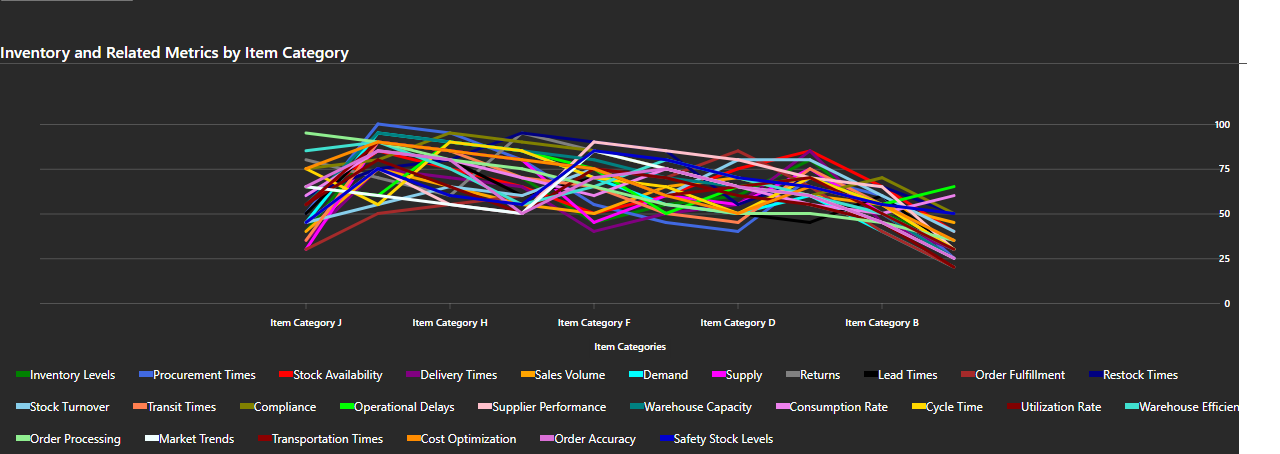 Inventory and Related Metrics by Item Category
100
75
50
25
0
Item Category J Item Category H Item Category F Item Category D Item Category B
Item Categories
Inventory Levels Procurement Times Stock Availability Delivery Times Sales Volume Demand Supply Returns Lead Times Order Fulfillment Restock Times
Stock Turnover Transit Times Compliance Operational Delays Supplier Performance Warehouse Capacity Consumption Rate Cycle Time Utilization Rate Warehouse Efficien
Order Processing Market Trends Transportation Times Cost Optimization Order Accuracy Safety Stock Levels